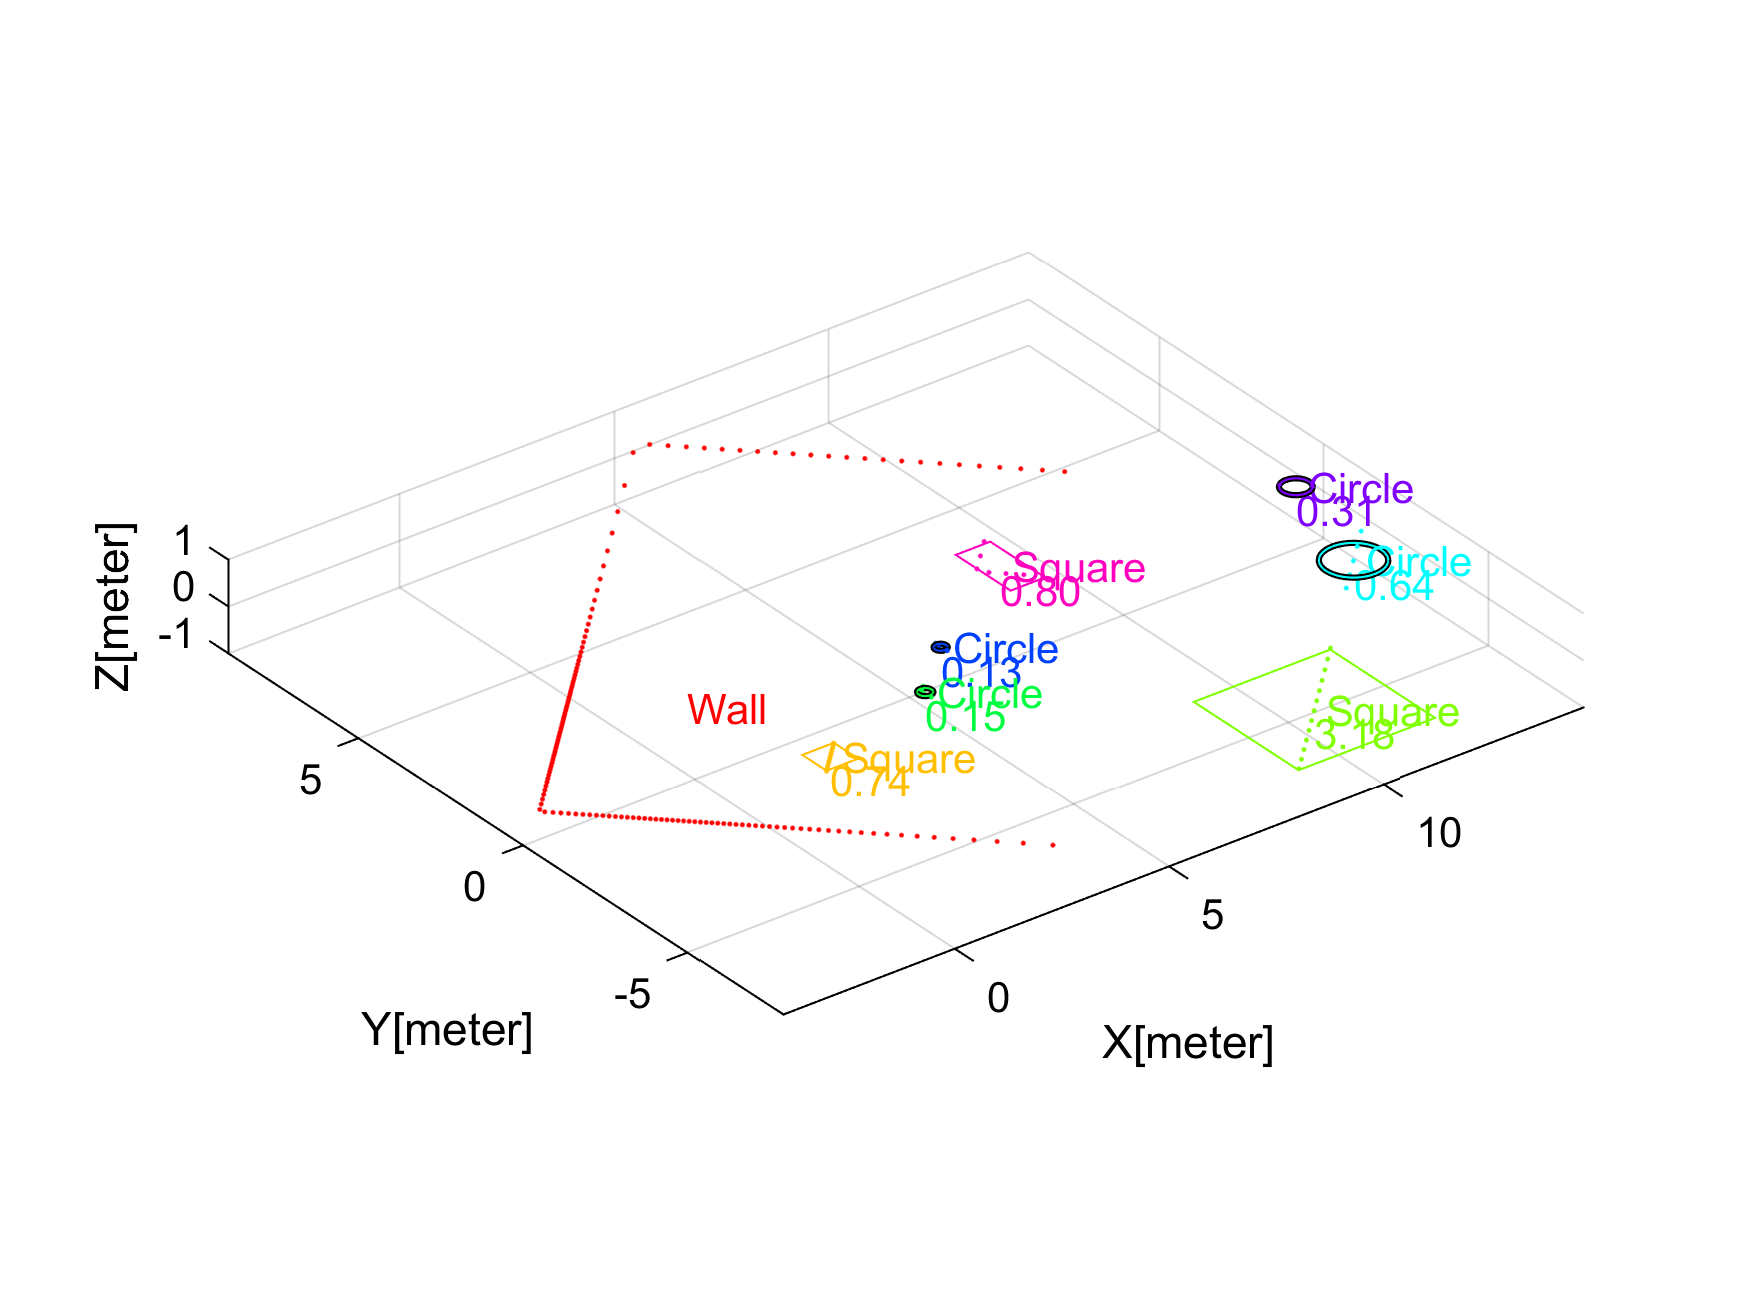 Circle
0.31
Circle
0.64
Square
0.80
Circle
0.13
Circle
0.15
Wall
Square
3.18
Square
0.74
1
0
-1
Z[meter]
5
0
-5
Y[meter]
0
5
10
X[meter]